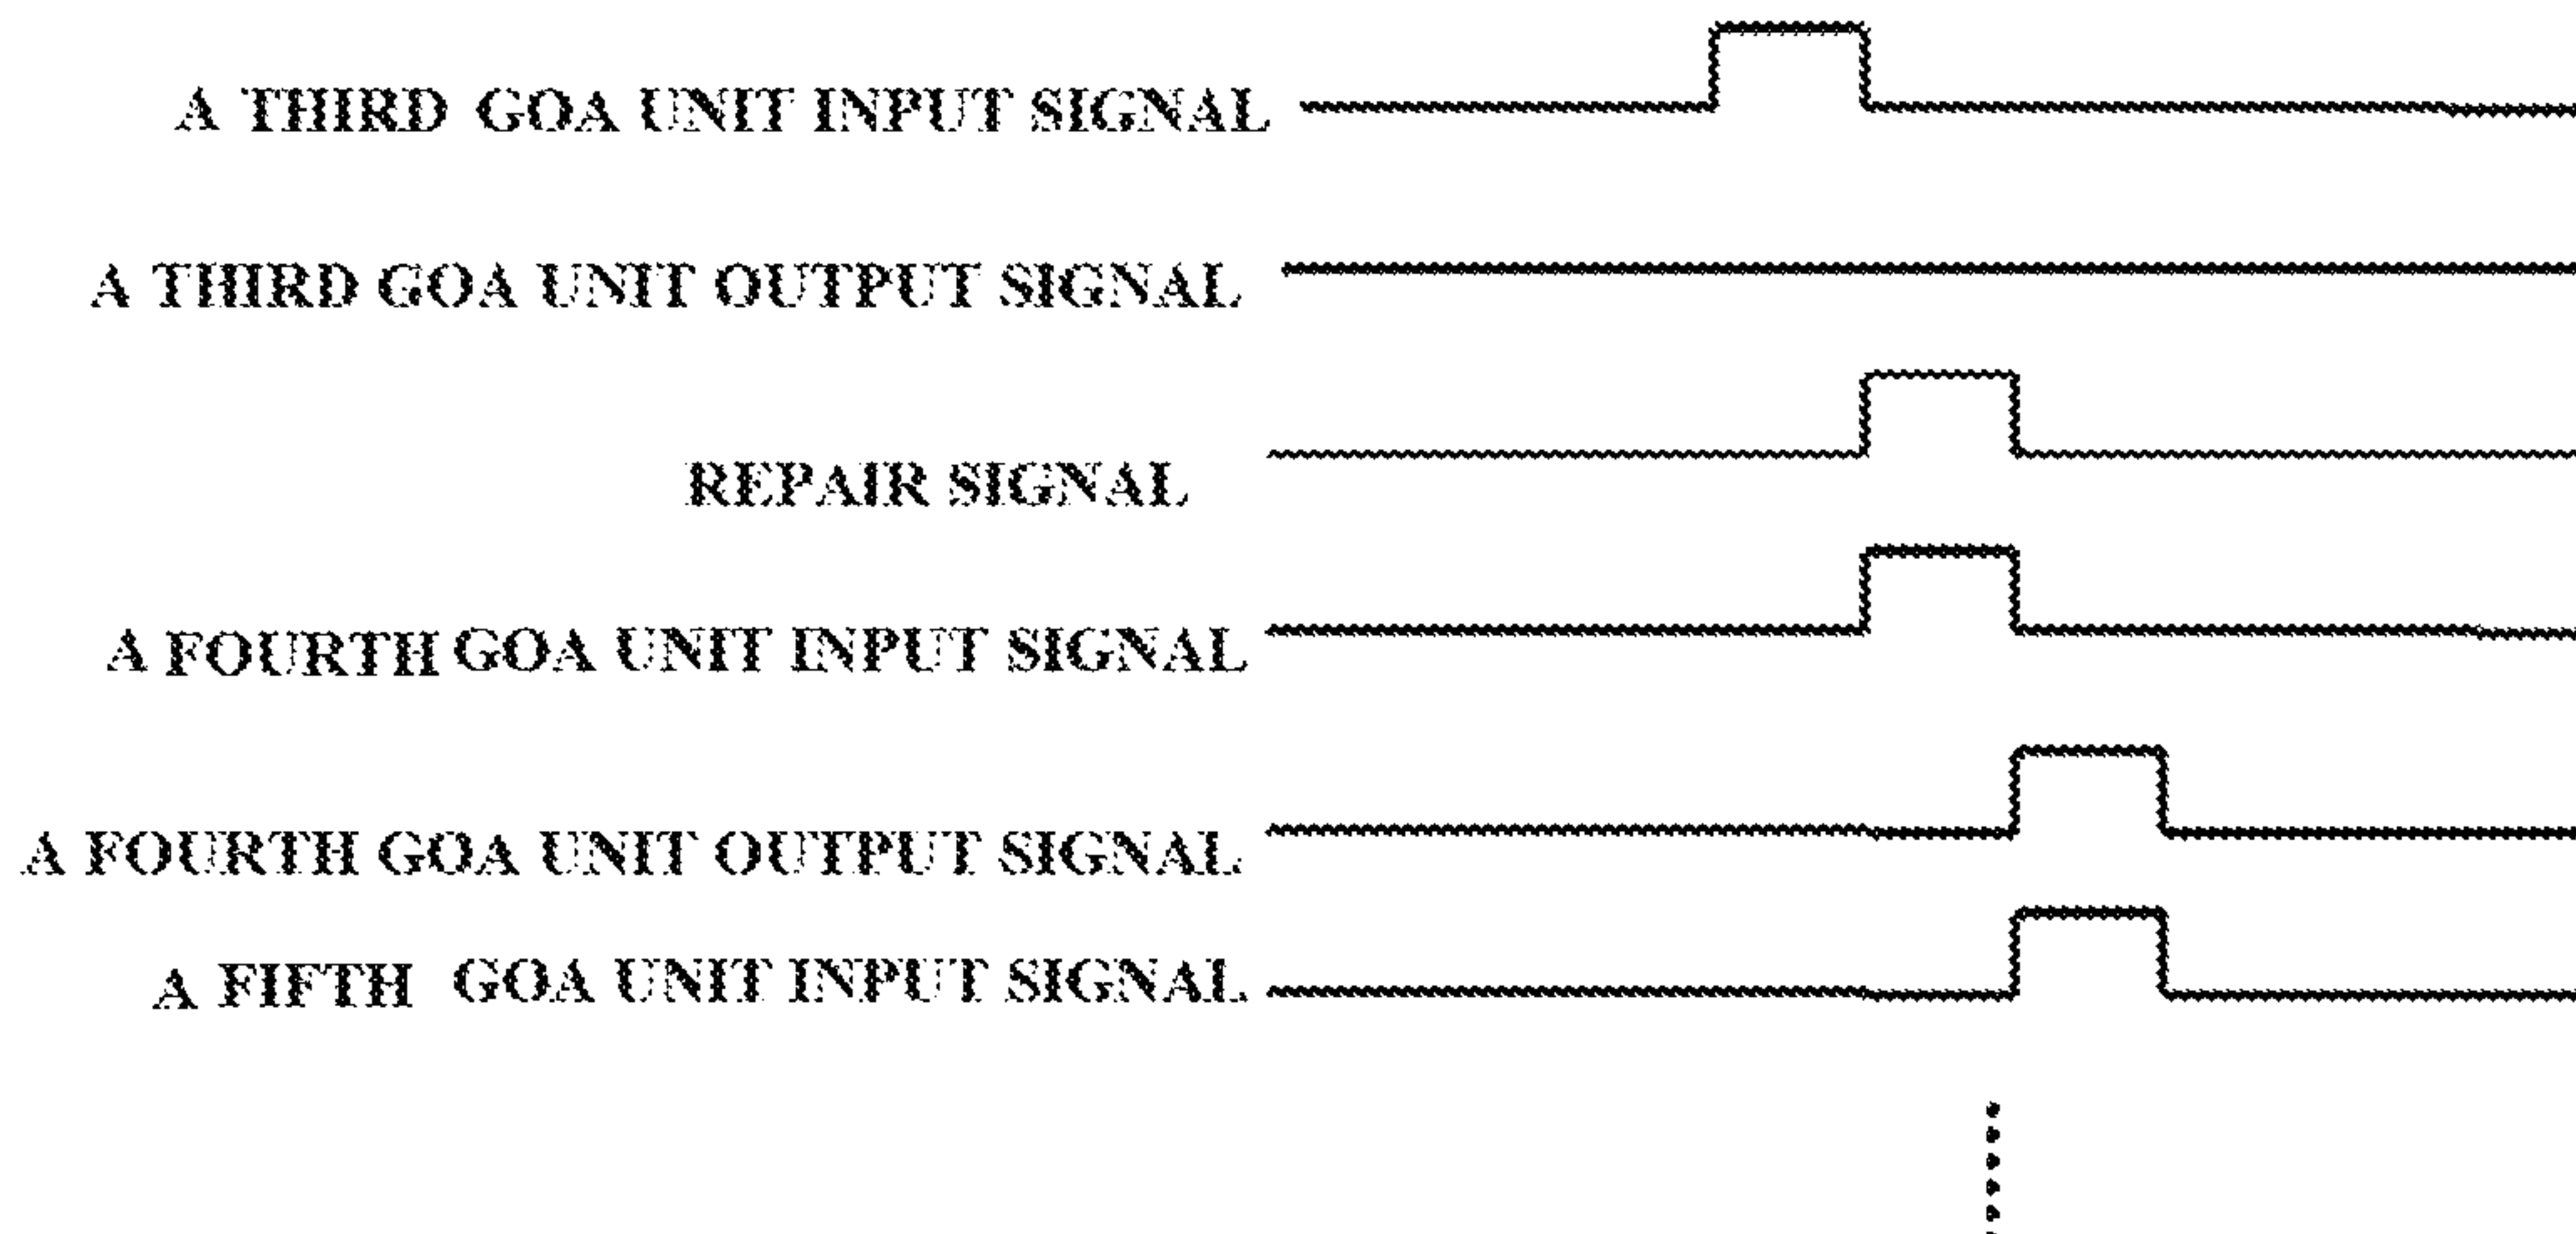 A THIRD GOA UNIT INPUT SIGNAL
A THIRD GOA UNIT OUTPUT SIGNAL
REPAIR SIGNAL
A FOURTH GOA UNIT INPUT SIGNAL
A FOURTH GOA UNIT OUTPUT SIGNAL
A FIFTH GOA UNIT INPUT SIGNAL